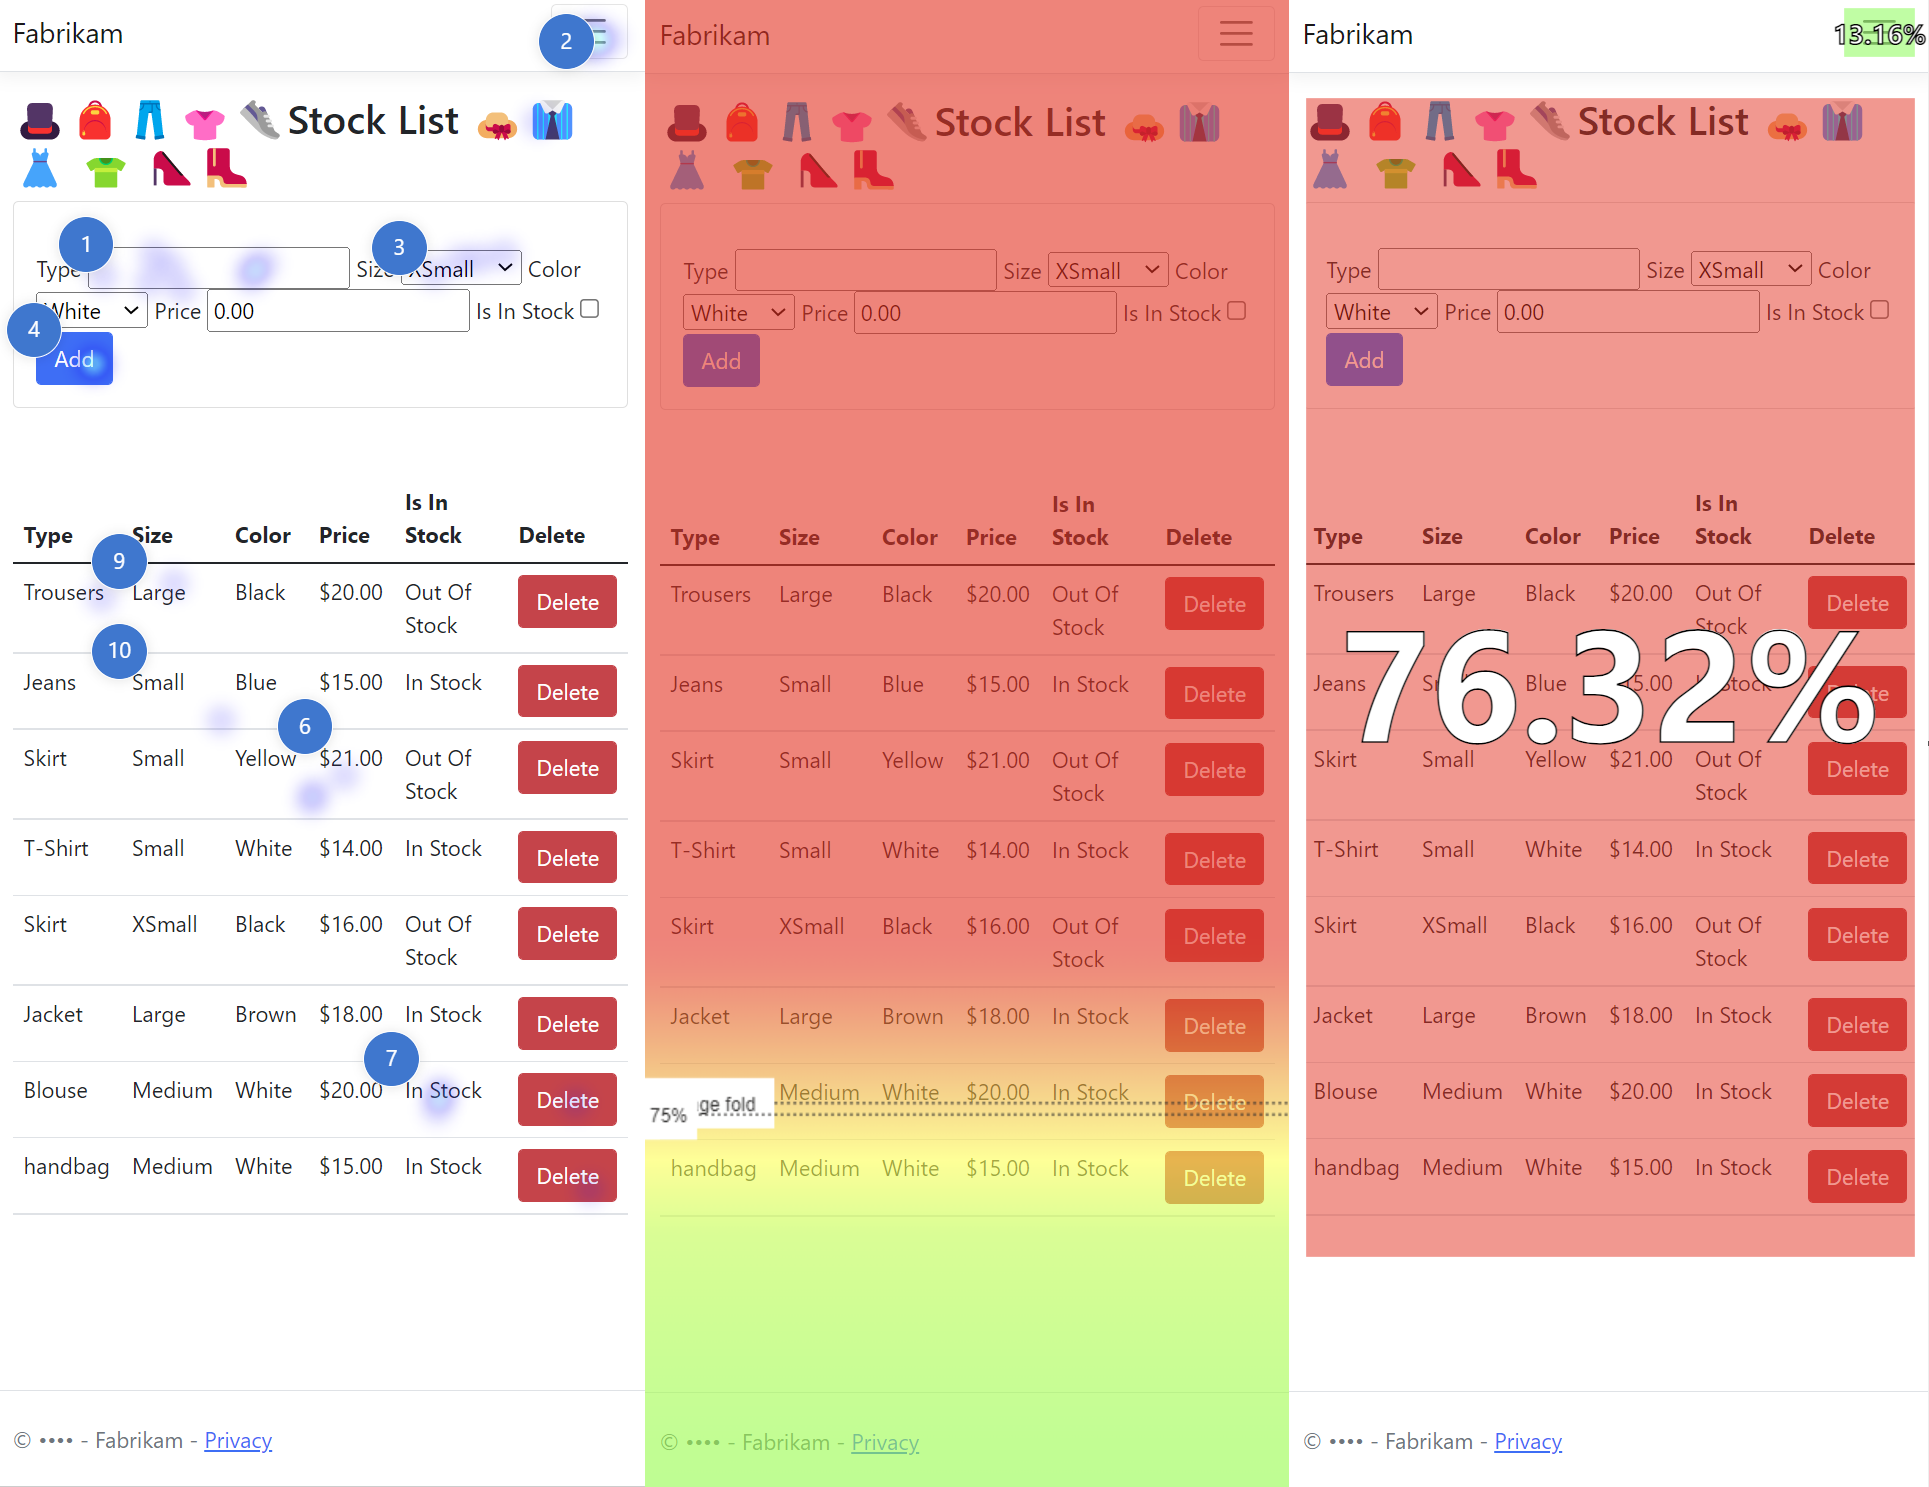 Fabrikam
2
Stock List
1
3
Type
Size
XSmall
Color
White
Price
0.00
Is In Stock
4
Add
Type Size Color Price Is In Stock Delete
9
Trousers Large Black $20.00 Out Of Stock Delete
10
Jeans Small Blue $15.00 In Stock Delete
6
Skirt Small Yellow $21.00 Out Of Stock Delete
T-Shirt Small White $14.00 In Stock Delete
Skirt XSmall Black $16.00 Out Of Stock Delete
Jacket Large Brown $18.00 In Stock Delete
7
Blouse Medium White $20.00 In Stock Delete
handbag Medium White $15.00 In Stock Delete
© •••• - Fabrikam - Privacy
Fabrikam
Stock List
Type
Size
XSmall
Color
White
Price
0.00
Is In Stock
Add
Type Size Color Price Is In Stock Delete
Trousers Large Black $20.00 Out Of Stock Delete
Jeans Small Blue $15.00 In Stock Delete
Skirt Small Yellow $21.00 Out Of Stock Delete
T-Shirt Small White $14.00 In Stock Delete
Skirt XSmall Black $16.00 Out Of Stock Delete
Jacket Large Brown $18.00 In Stock Delete
Medium White $20.00 In Stock Delete
fold
75%
handbag Medium White $15.00 In Stock Delete
© •••• - Fabrikam - Privacy
Fabrikam
13.16%
Stock List
Type
Size
XSmall
Color
White
Price
0.00
Is In Stock
Add
Type Size Color Price Is In Stock Delete
Trousers Large Black $20.00 Out Of Stock Delete
76.32%
Jeans Small Blue $15.00 In Stock Delete
Skirt Small Yellow $21.00 Out Of Stock Delete
T-Shirt Small White $14.00 In Stock Delete
Skirt XSmall Black $16.00 Out Of Stock Delete
Jacket Large Brown $18.00 In Stock Delete
Blouse Medium White $20.00 In Stock Delete
handbag Medium White $15.00 In Stock Delete
© •••• - Fabrikam - Privacy